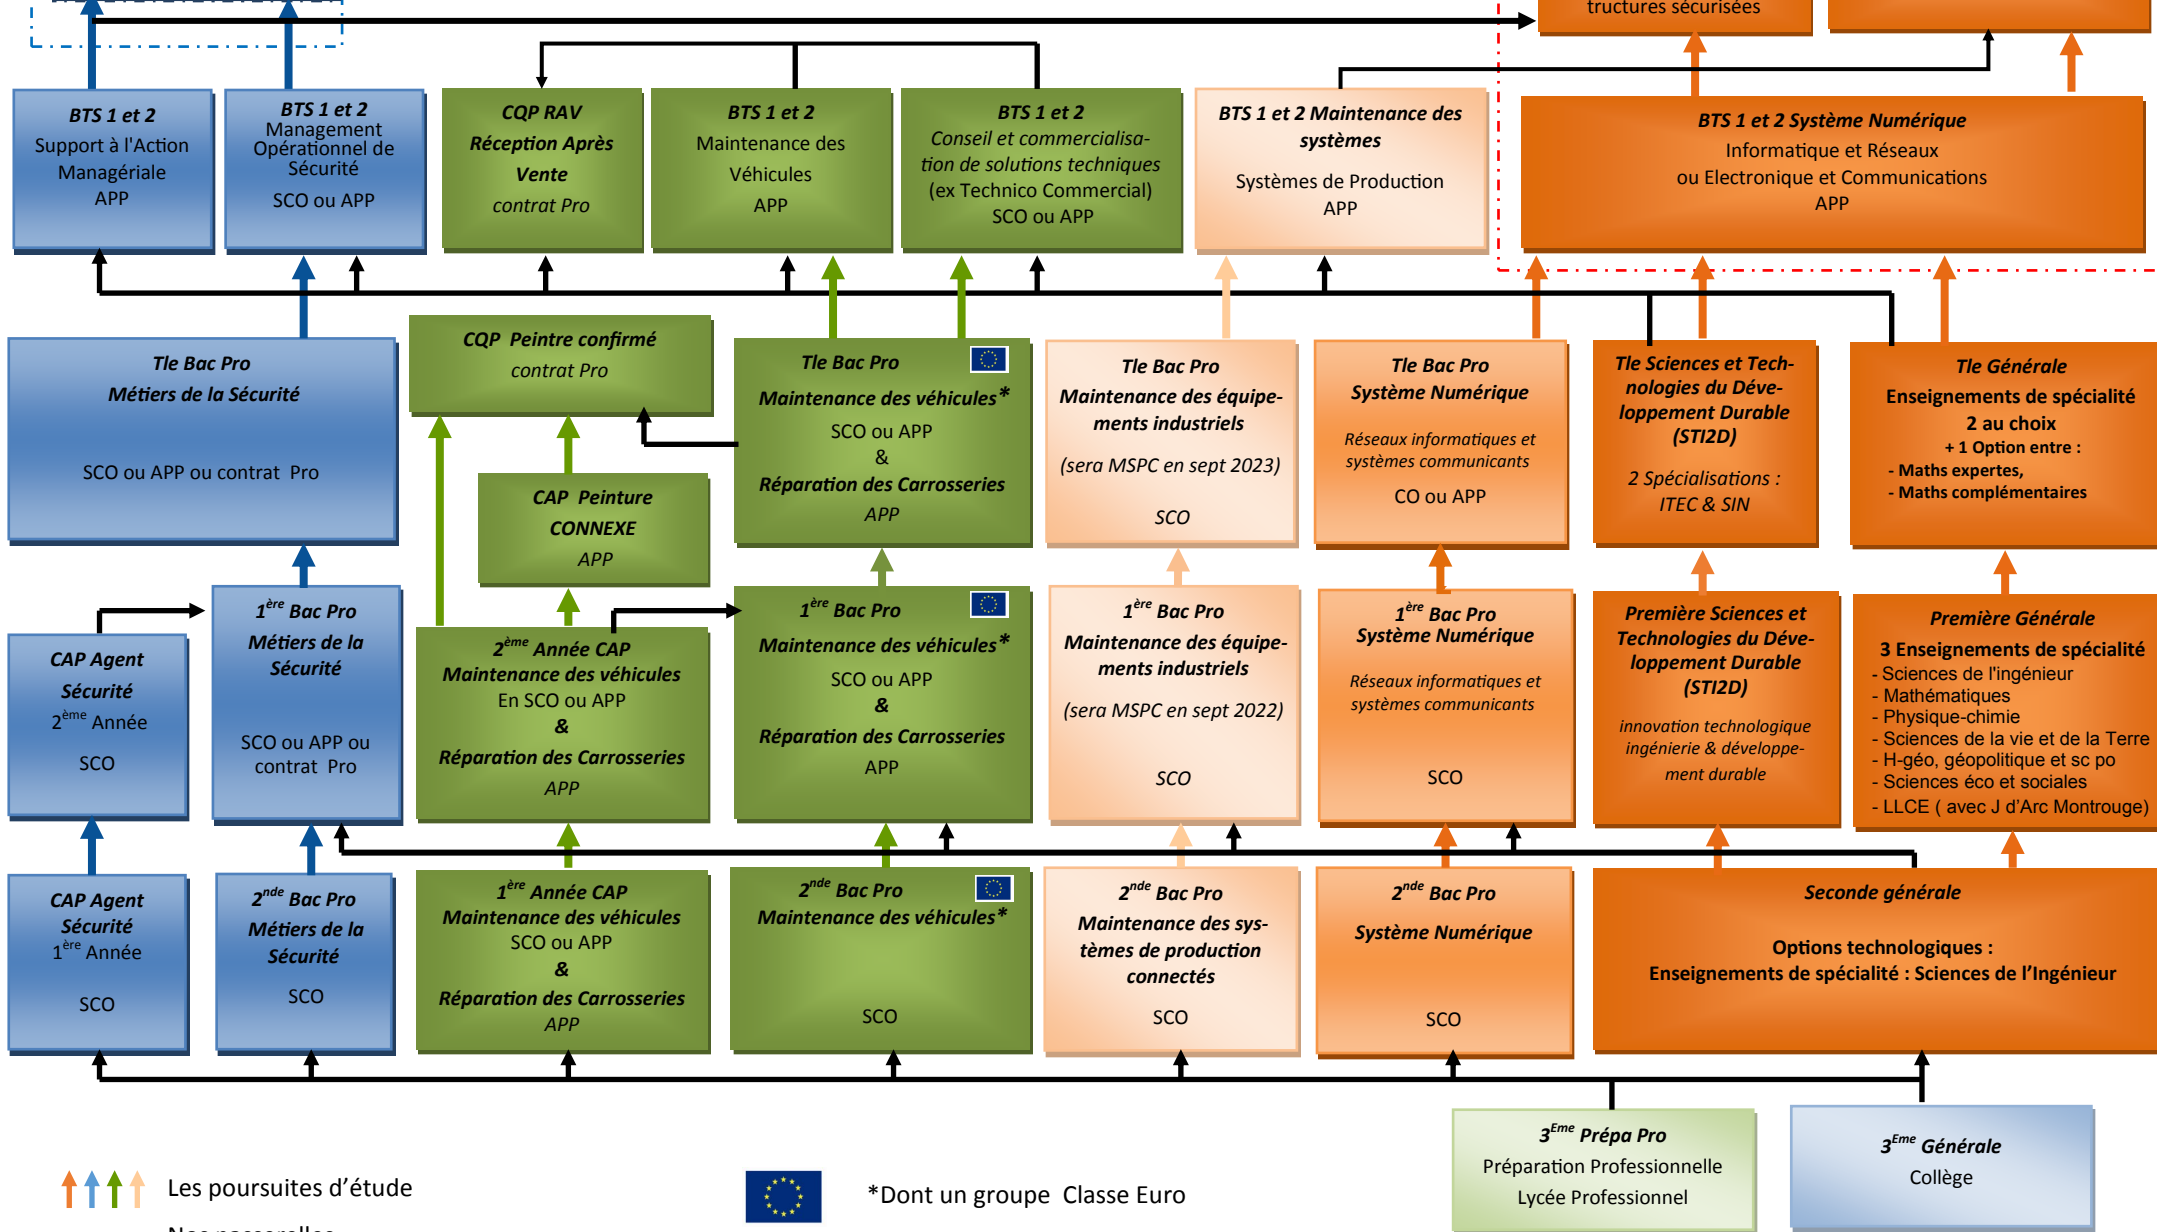 tructures sécurisées
BTS 1 et 2
Support à l'Action
Managériale
APP
BTS 1 et 2
Management
Opérationnel de
Sécurité
SCO ou APP
CQP RAV
Réception Après
Vente
contrat Pro
BTS 1 et 2
Maintenance des
Véhicules
APP
BTS 1 et 2
Conseil et commercialisa-
tion de solutions techniques
(ex Technico Commercial)
SCO ou APP
BTS 1 et 2 Maintenance des
systèmes
Systèmes de Production
APP
BTS 1 et 2 Système Numérique
Informatique et Réseaux
ou Electronique et Communications
APP
Tle Bac Pro
Métiers de la Sécurité
SCO ou APP ou contrat Pro
CQP Peintre confirmé
contrat Pro
CAP Peinture
CONNEXE
APP
Tle Bac Pro
Maintenance des véhicules*
SCO ou APP
&
Réparation des Carrosseries
APP
Tle Bac Pro
Maintenance des équipe-
ments industriels
(sera MSPC en sept 2023)
SCO
Tle Bac Pro
Système Numérique
Réseaux informatiques et
systèmes communicants
CO ou APP
Tle Sciences et Tech-
nologies du Déve-
loppement Durable
(STI2D)
2 Spécialisations :
ITEC & SIN
Tle Générale
Enseignements de spécialité
2 au choix
+ 1 Option entre :
- Maths expertes,
- Maths complémentaires
CAP Agent
Sécurité
2ème Année
SCO
1ère Bac Pro
Métiers de la
Sécurité
SCO ou APP ou
contrat Pro
2ème Année CAP
Maintenance des véhicules
En SCO ou APP
&
Réparation des Carrosseries
APP
1ère Bac Pro
Maintenance des véhicules*
SCO ou APP
&
Réparation des Carrosseries
APP
1ère Bac Pro
Maintenance des équipe-
ments industriels
(sera MSPC en sept 2022)
SCO
1ère Bac Pro
Système Numérique
Réseaux informatiques et
systèmes communicants
SCO
Première Sciences et
Technologies du Déve-
loppement Durable
(STI2D)
innovation technologique
ingénierie & développe-
ment durable
Première Générale
3 Enseignements de spécialité
- Sciences de l'ingénieur
- Mathématiques
- Physique-chimie
- Sciences de la vie et de la Terre
- H-géo, géopolitique et sc po
- Sciences éco et sociales
- LLCE ( avec J d'Arc Montrouge)
CAP Agent
Sécurité
1ère Année
SCO
2nde Bac Pro
Métiers de la
Sécurité
SCO
1ère Année CAP
Maintenance des véhicules
SCO ou APP
&
Réparation des Carrosseries
APP
2nde Bac Pro
Maintenance des véhicules*
SCO
2nde Bac Pro
Maintenance des sys-
tèmes de production
connectés
SCO
2nde Bac Pro
Système Numérique
SCO
Seconde générale
Options technologiques :
Enseignements de spécialité : Sciences de l'Ingénieur
3Eme Prépa Pro
Préparation Professionnelle
Lycée Professionnel
3Eme Générale
Collège
Les poursuites d'étude
*Dont un groupe Classe Euro
Nos passerelles